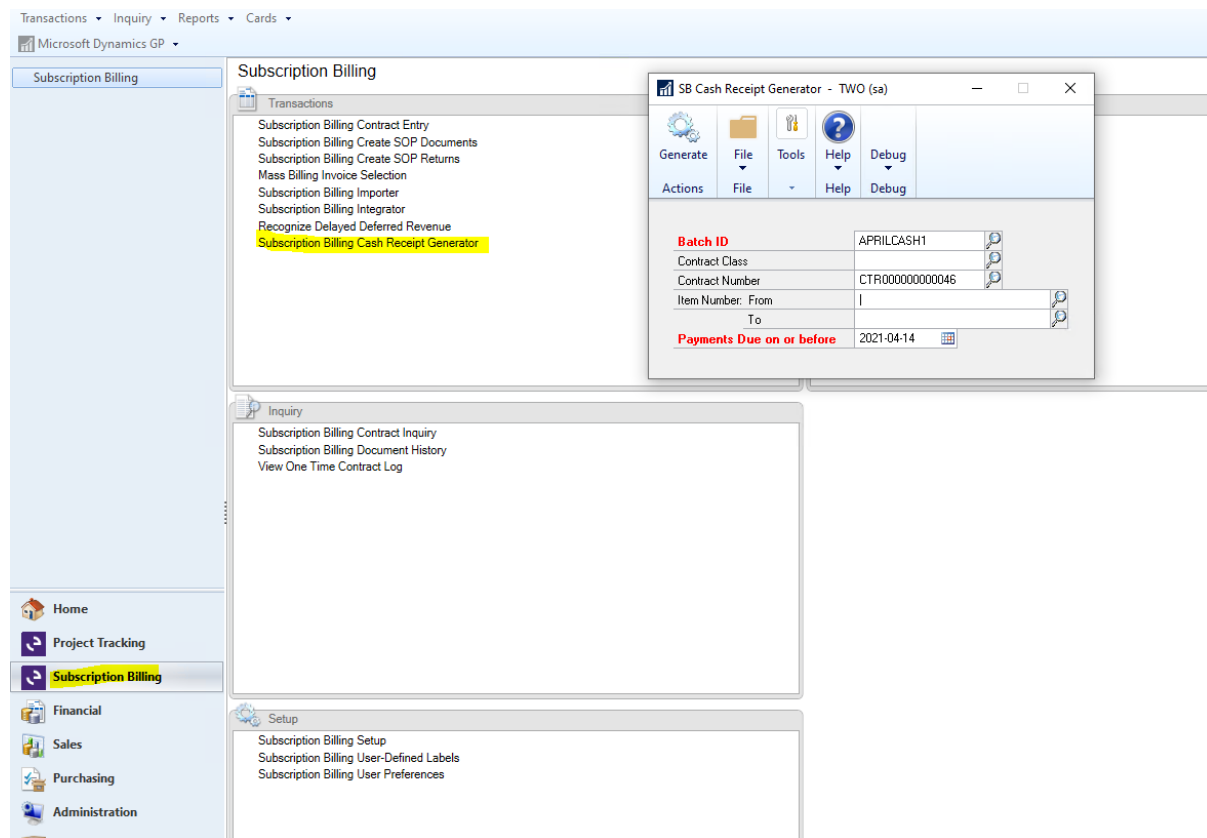 Transactions Inquiry Reports Cards
Microsoft Dynamics GP
Subscription Billing
Subscription Billing
Transactions
Subscription Billing Contract Entry
Subscription Billing Create SOP Documents
Subscription Billing Create SOP Returns
Mass Billing Invoice Selection
Subscription Billing Importer
Subscription Billing Integrator
Recognize Delayed Deferred Revenue
Subscription Billing Cash Receipt Generator
SB Cash Receipt Generator - TWO (sa)
Generate File Tools Help Debug
Actions File Help Debug
Batch ID APRILCASH1
Contract Class
Contract Number CTR000000000046
Item Number: From
To
Payments Due on or before 2021-04-14
Inquiry
Subscription Billing Contract Inquiry
Subscription Billing Document History
View One Time Contract Log
Setup
Subscription Billing Setup
Subscription Billing User-Defined Labels
Subscription Billing User Preferences
Home
Project Tracking
Subscription Billing
Financial
Sales
Purchasing
Administration